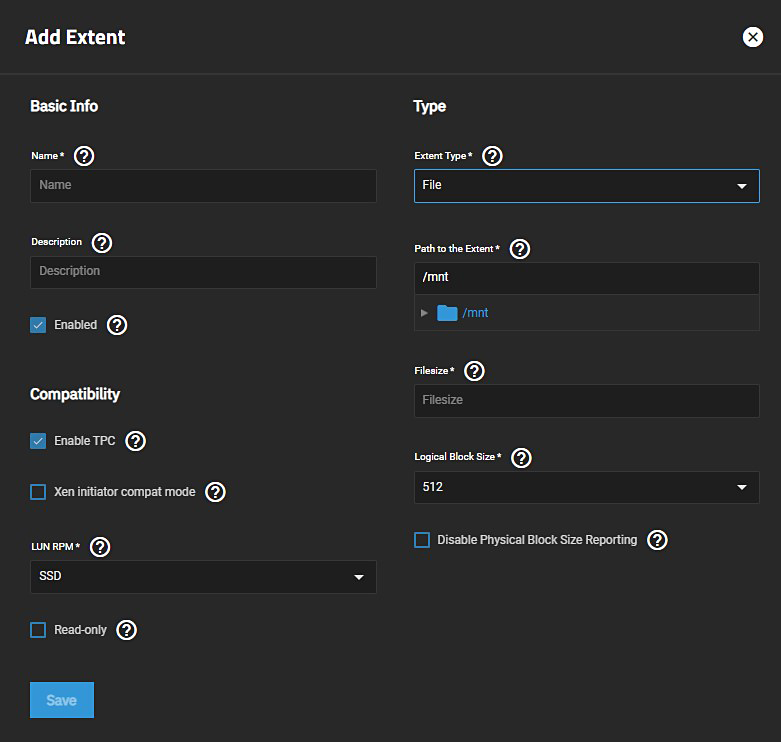 Add Extent
Basic Info
Name *
Name
Description
Description
Enabled
Compatibility
Enable TPC
Xen initiator compat mode
LUN RPM *
SSD
Read-only
Save
Type
Extent Type *
File
Path to the Extent *
/mnt
/mnt
Filesize *
Filesize
Logical Block Size *
512
Disable Physical Block Size Reporting